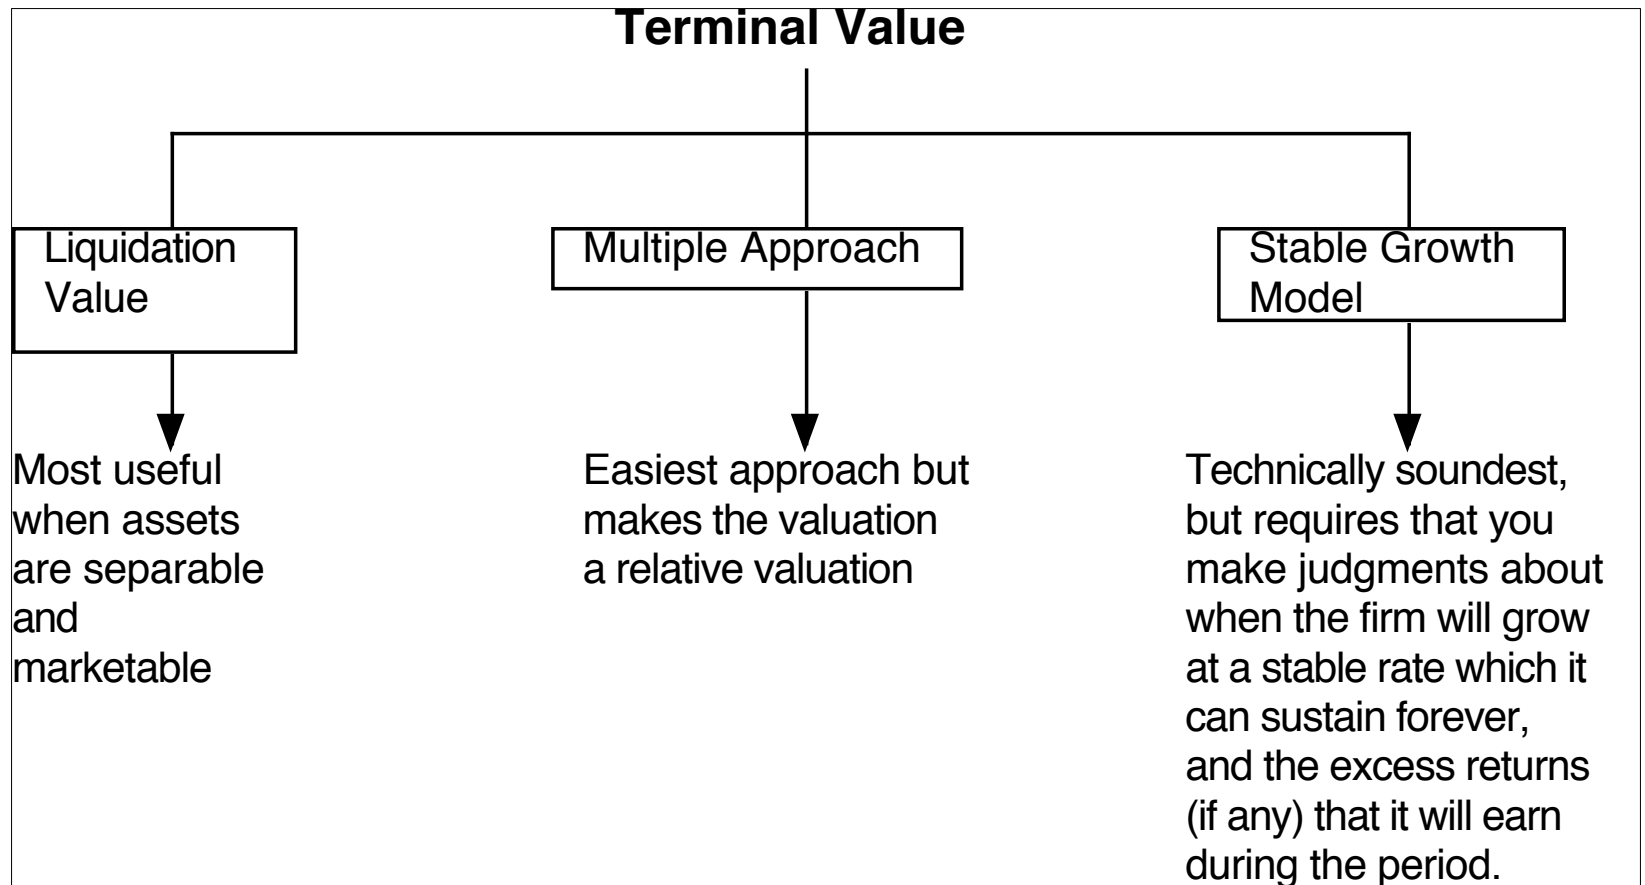 Terminal Value
Liquidation
Value
Multiple Approach
Stable Growth
Model
Most useful
when assets
are separable
and
marketable
Easiest approach but
makes the valuation
a relative valuation
Technically soundest,
but requires that you
make judgments about
when the firm will grow
at a stable rate which it
can sustain forever,
and the excess returns
(if any) that it will earn
during the period.